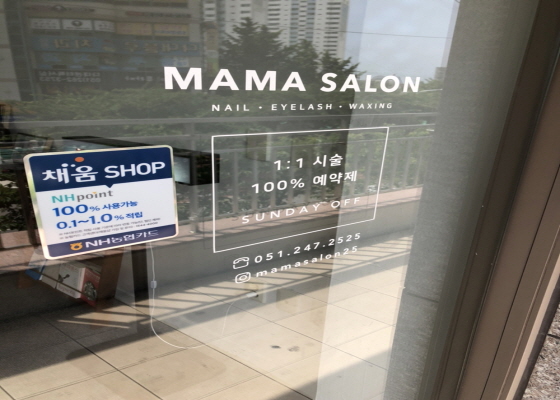 MAMA SALON
NAIL · EYELASH · WAXING
1:1 시술
100% 예약제
SUNDAY OFF
051.247.2525
mamasalon25
채움 SHOP
NHpoint
100% 사용가능
0.1~1.0% 적립
NH농협카드